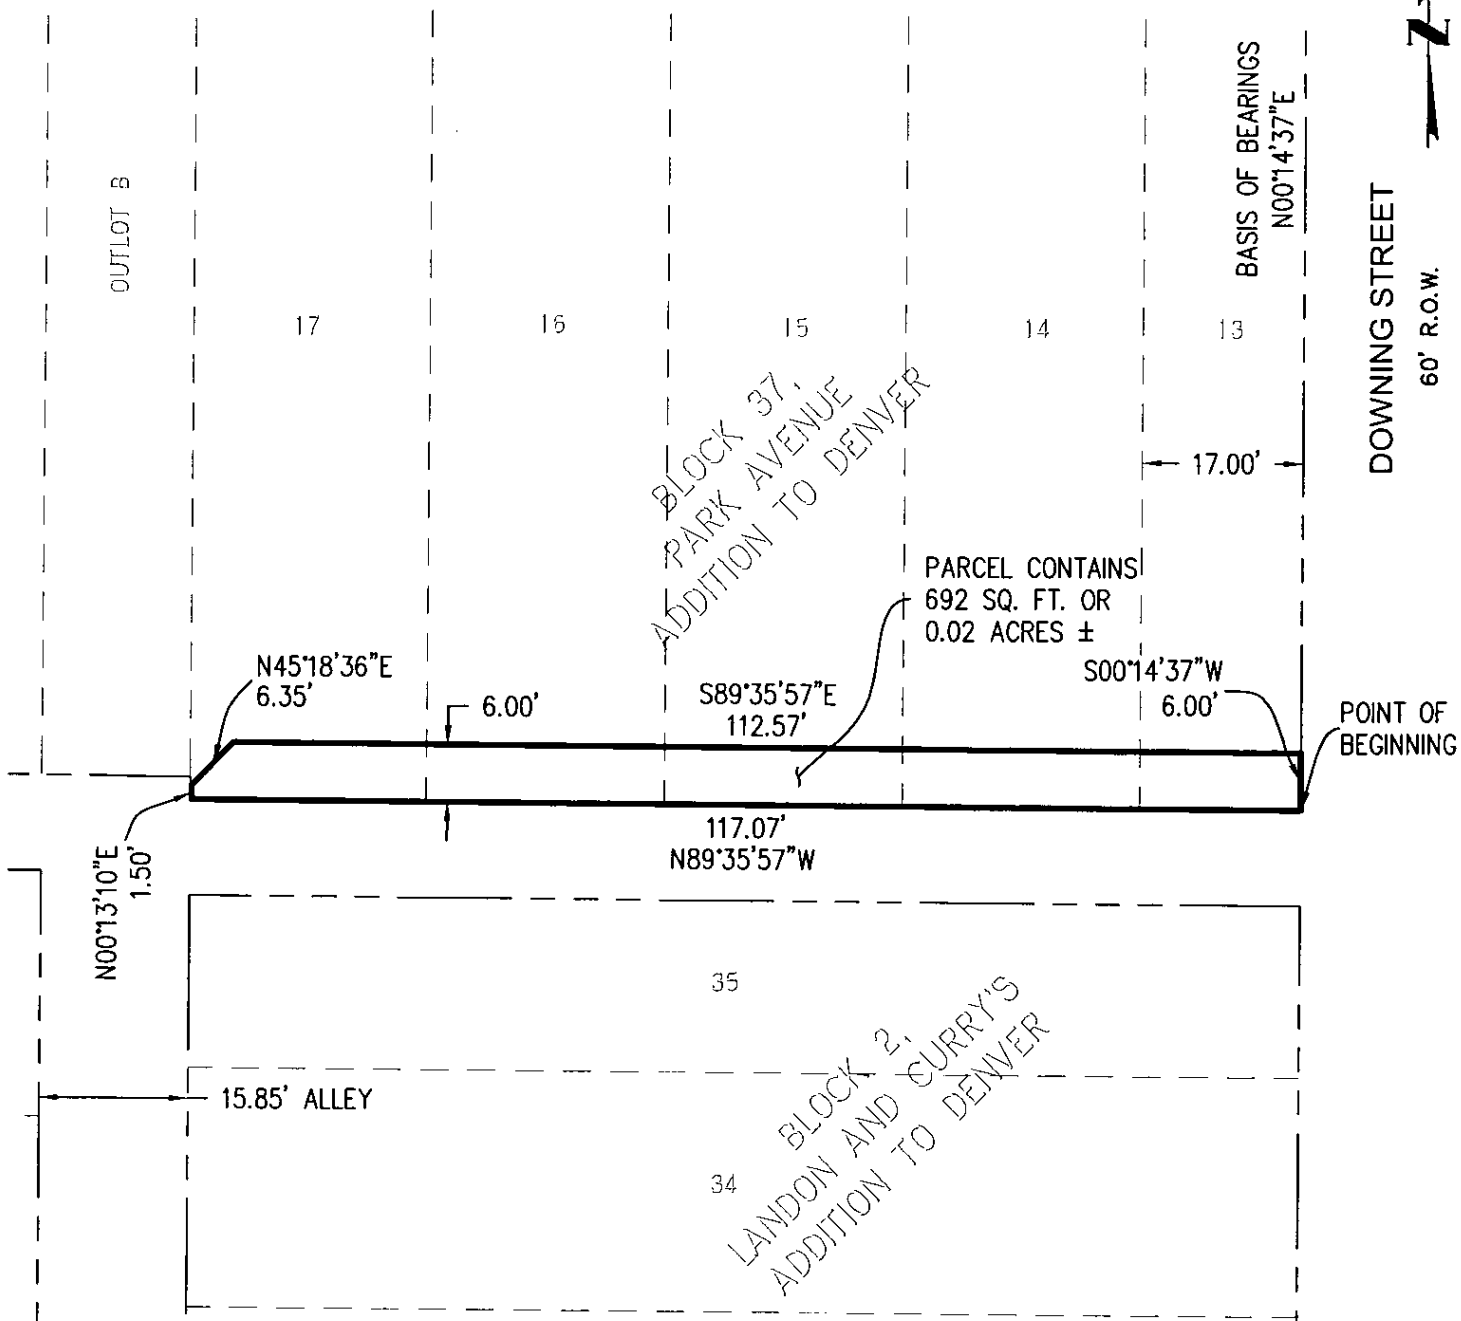 Z
BASIS OF BEARINGS
N00°14'37"E
DOWNING STREET
60' R.O.W.
OUTLOT B
17
16
15
14
13
BLOCK 37,
PARK AVENUE
ADDITION TO DENVER
17.00'
PARCEL CONTAINS
692 SQ. FT. OR
0.02 ACRES ±
N45°18'36"E
6.35'
6.00'
S89°35'57"E
112.57'
S00°14'37"W
6.00'
POINT OF
BEGINNING
117.07'
N89°35'57"W
N00°13'10"E
1.50'
35
BLOCK 2,
LANDON AND CURRY'S
ADDITION TO DENVER
15.85' ALLEY
34